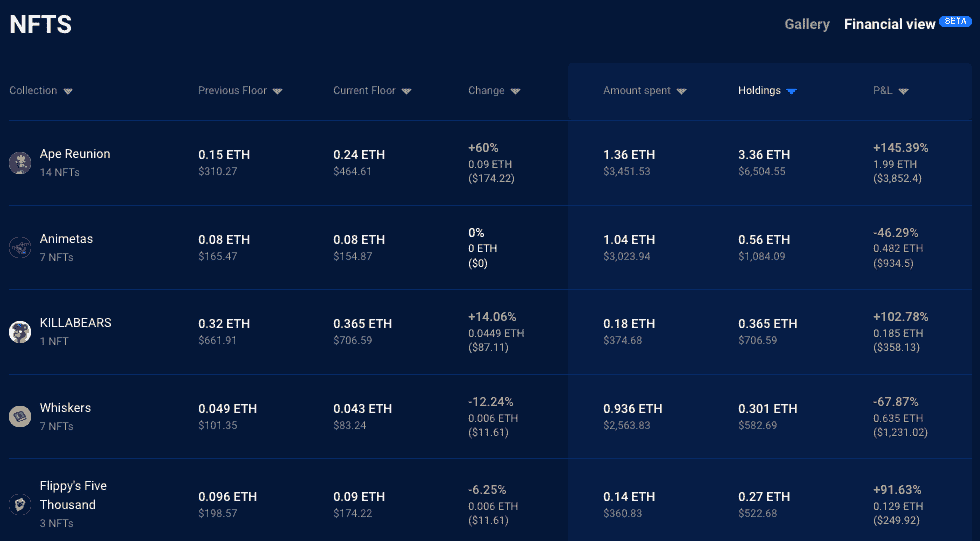 NFTS
Gallery Financial view BETA
Collection Previous Floor Current Floor Change Amount spent Holdings P&L
Ape Reunion
14 NFTs
0.15 ETH
$310.27
0.24 ETH
$464.61
+60%
0.09 ETH
($174.22)
1.36 ETH
$3,451.53
3.36 ETH
$6,504.55
+145.39%
1.99 ETH
($3,852.4)
Animetas
7 NFTs
0.08 ETH
$165.47
0.08 ETH
$154.87
0%
0 ETH
($0)
1.04 ETH
$3,023.94
0.56 ETH
$1,084.09
-46.29%
0.482 ETH
($934.5)
KILLABEARS
1 NFT
0.32 ETH
$661.91
0.365 ETH
$706.59
+14.06%
0.0449 ETH
($87.11)
0.18 ETH
$374.68
0.365 ETH
$706.59
+102.78%
0.185 ETH
($358.13)
Whiskers
7 NFTs
0.049 ETH
$101.35
0.043 ETH
$83.24
-12.24%
0.006 ETH
($11.61)
0.936 ETH
$2,563.83
0.301 ETH
$582.69
-67.87%
0.635 ETH
($1,231.02)
Flippy's Five
Thousand
3 NFTs
0.096 ETH
$198.57
0.09 ETH
$174.22
-6.25%
0.006 ETH
($11.61)
0.14 ETH
$360.83
0.27 ETH
$522.68
+91.63%
0.129 ETH
($249.92)